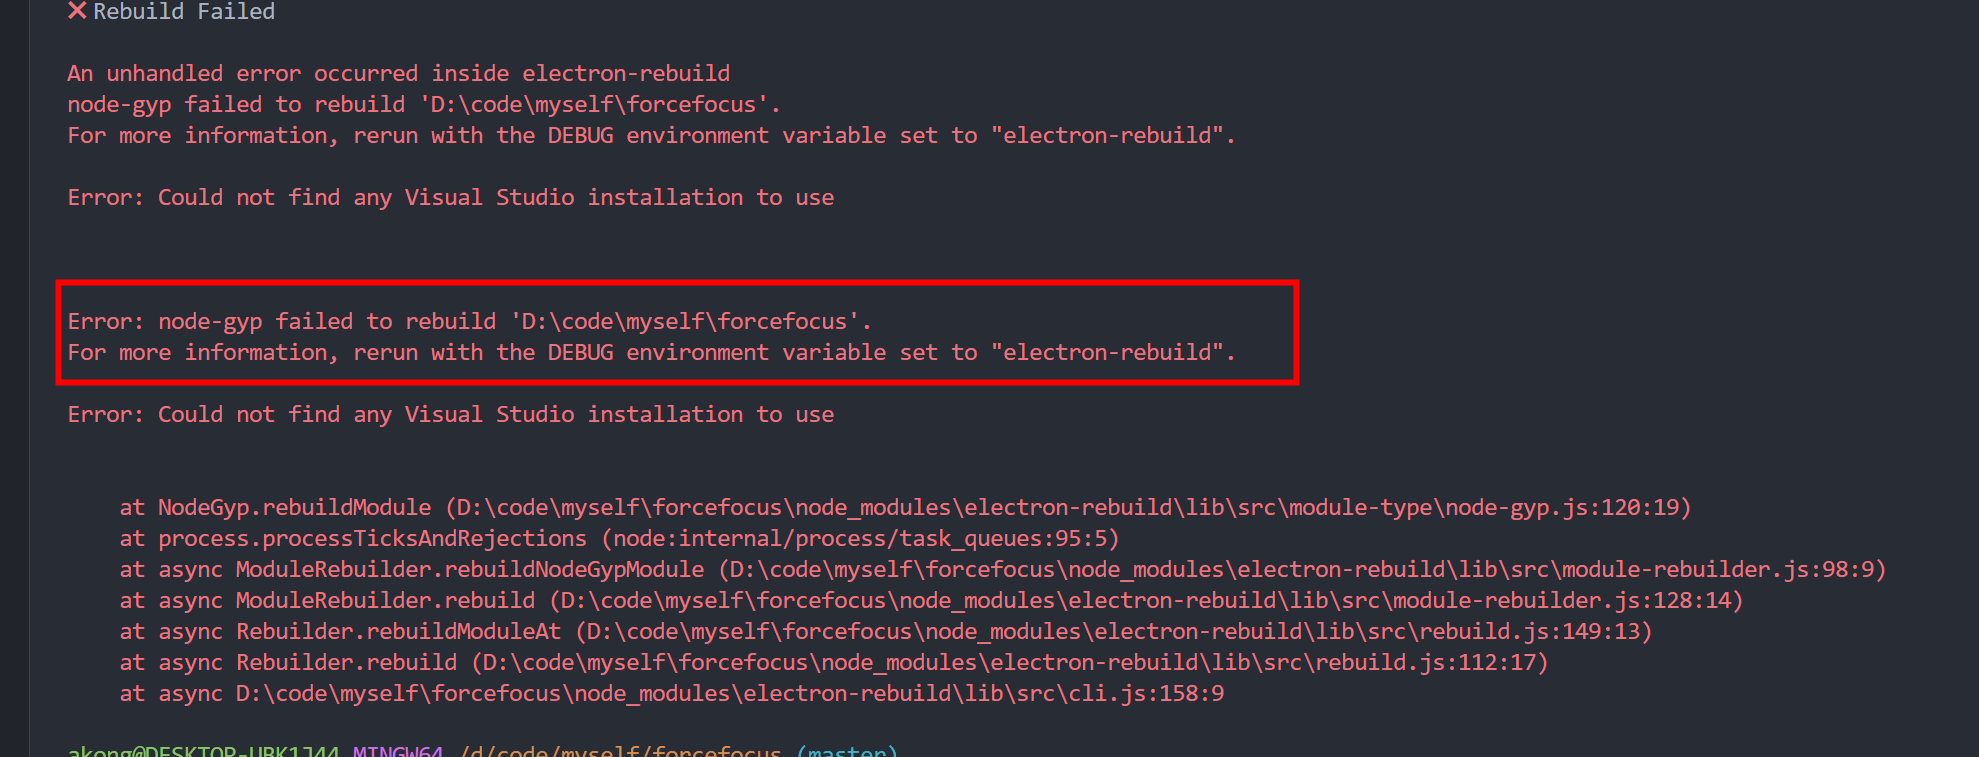 ❌ Rebuild Failed
An unhandled error occurred inside electron-rebuild
node-gyp failed to rebuild 'D:\code\myself\forcefocus'.
For more information, rerun with the DEBUG environment variable set to "electron-rebuild".
Error: Could not find any Visual Studio installation to use
Error: node-gyp failed to rebuild 'D:\code\myself\forcefocus'.
For more information, rerun with the DEBUG environment variable set to "electron-rebuild".
Error: Could not find any Visual Studio installation to use
at NodeGyp.rebuildModule (D:\code\myself\forcefocus\node_modules\electron-rebuild\lib\src\module-type\node-gyp.js:120:19)
at process.processTicksAndRejections (node:internal/process/task_queues:95:5)
at async ModuleRebuilder.rebuildNodeGypModule (D:\code\myself\forcefocus\node_modules\electron-rebuild\lib\src\module-rebuilder.js:98:9)
at async ModuleRebuilder.rebuild (D:\code\myself\forcefocus\node_modules\electron-rebuild\lib\src\module-rebuilder.js:128:14)
at async Rebuilder.rebuildModuleAt (D:\code\myself\forcefocus\node_modules\electron-rebuild\lib\src\rebuild.js:149:13)
at async Rebuilder.rebuild (D:\code\myself\forcefocus\node_modules\electron-rebuild\lib\src\rebuild.js:112:17)
at async D:\code\myself\forcefocus\node_modules\electron-rebuild\lib\src\cli.js:158:9
akong@DESKTOP-UBK1J44 MINGW64 /d/code/myself/forcefocus (master)